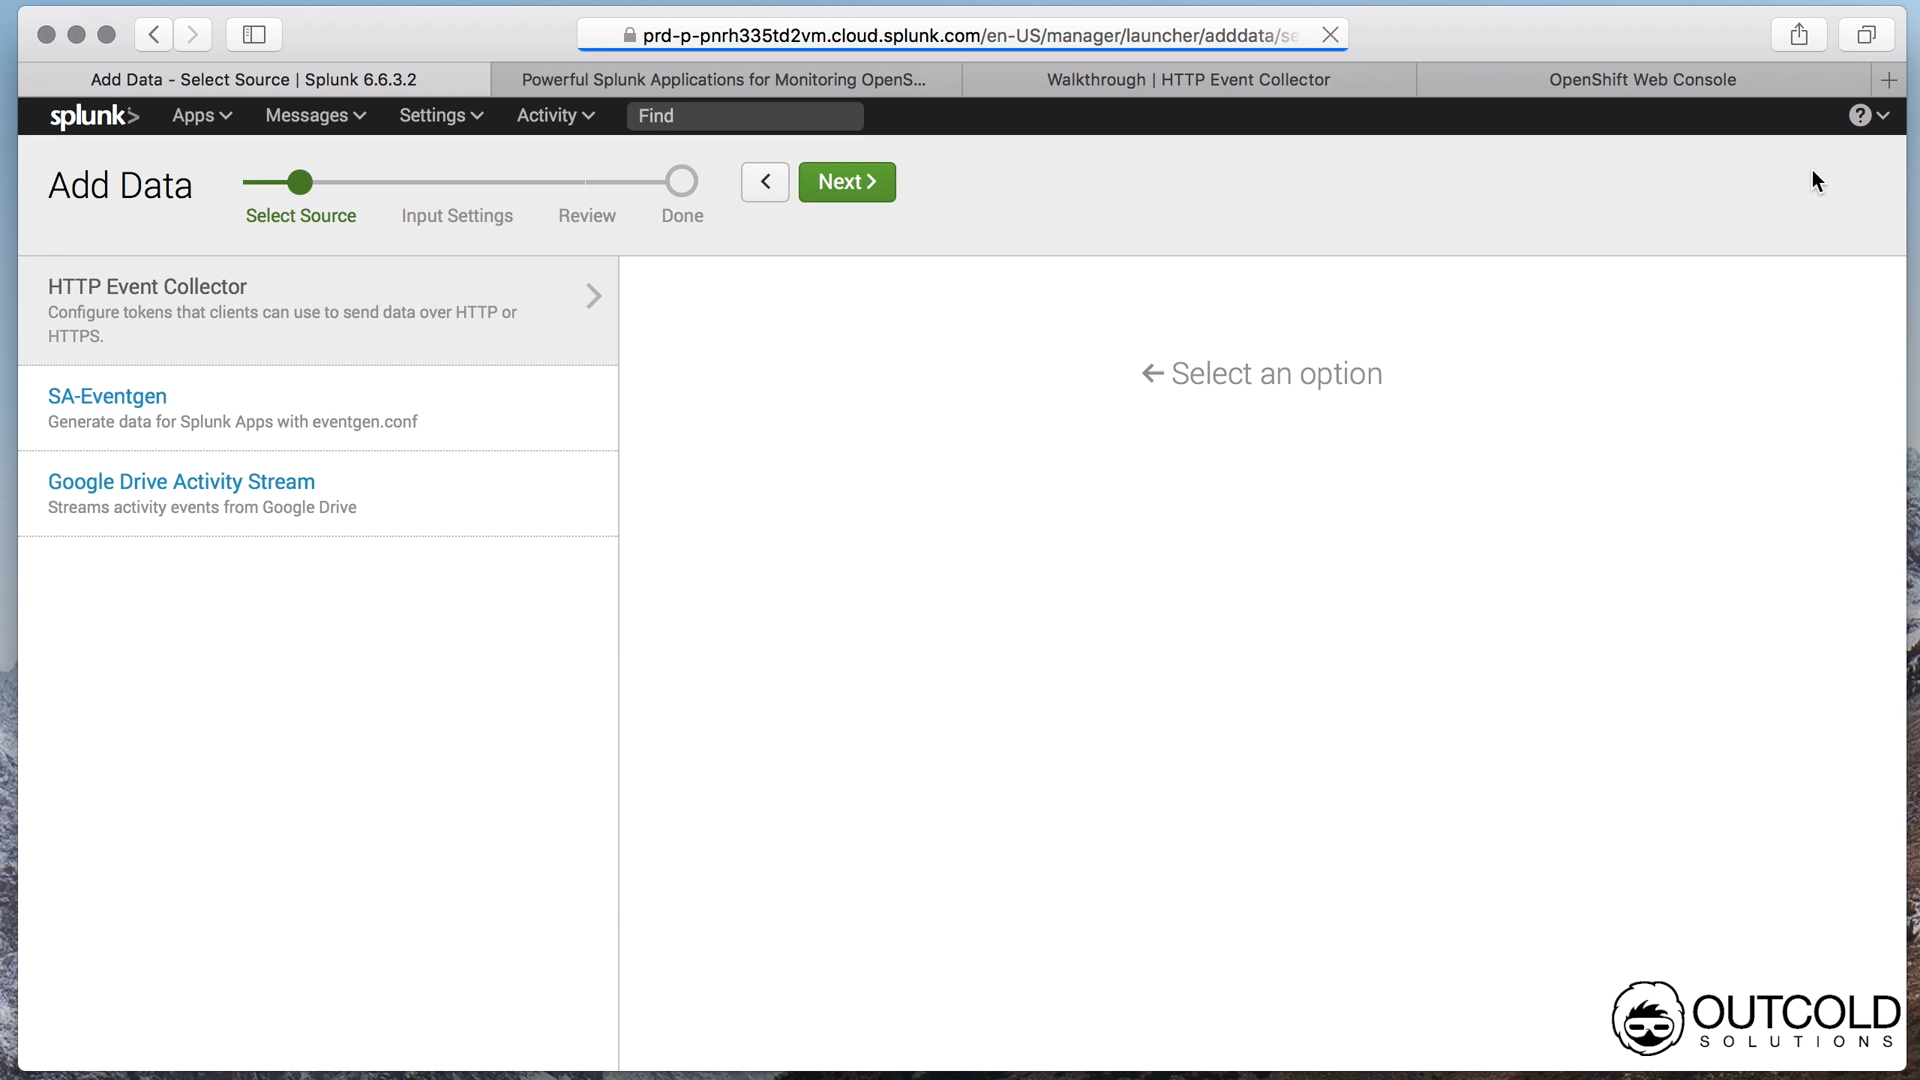 prd-p-pnrh335td2vm.cloud.splunk.com/en-US/manager/launcher/adddata/se
Add Data - Select Source | Splunk 6.6.3.2
Powerful Splunk Applications for Monitoring OpenS...
Walkthrough | HTTP Event Collector
OpenShift Web Console
splunk>
Apps
Messages
Settings
Activity
Find
?
Add Data
Select Source
Input Settings
Review
Done
Next
HTTP Event Collector
Configure tokens that clients can use to send data over HTTP or
HTTPS.
SA-Eventgen
Generate data for Splunk Apps with eventgen.conf
Google Drive Activity Stream
Streams activity events from Google Drive
← Select an option
OUTCOLD
SOLUTIONS